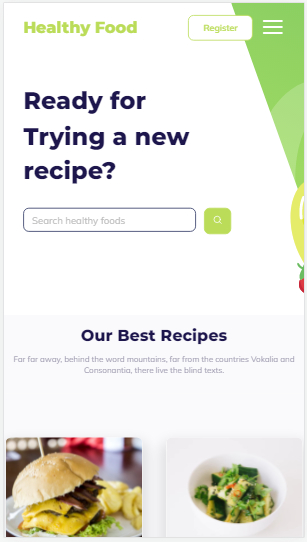 Healthy Food
Register
Ready for
Trying a new
recipe?
Search healthy foods
Our Best Recipes
Far far away, behind the word mountains, far from the countries Vokalia and
Consonantia, there live the blind texts.